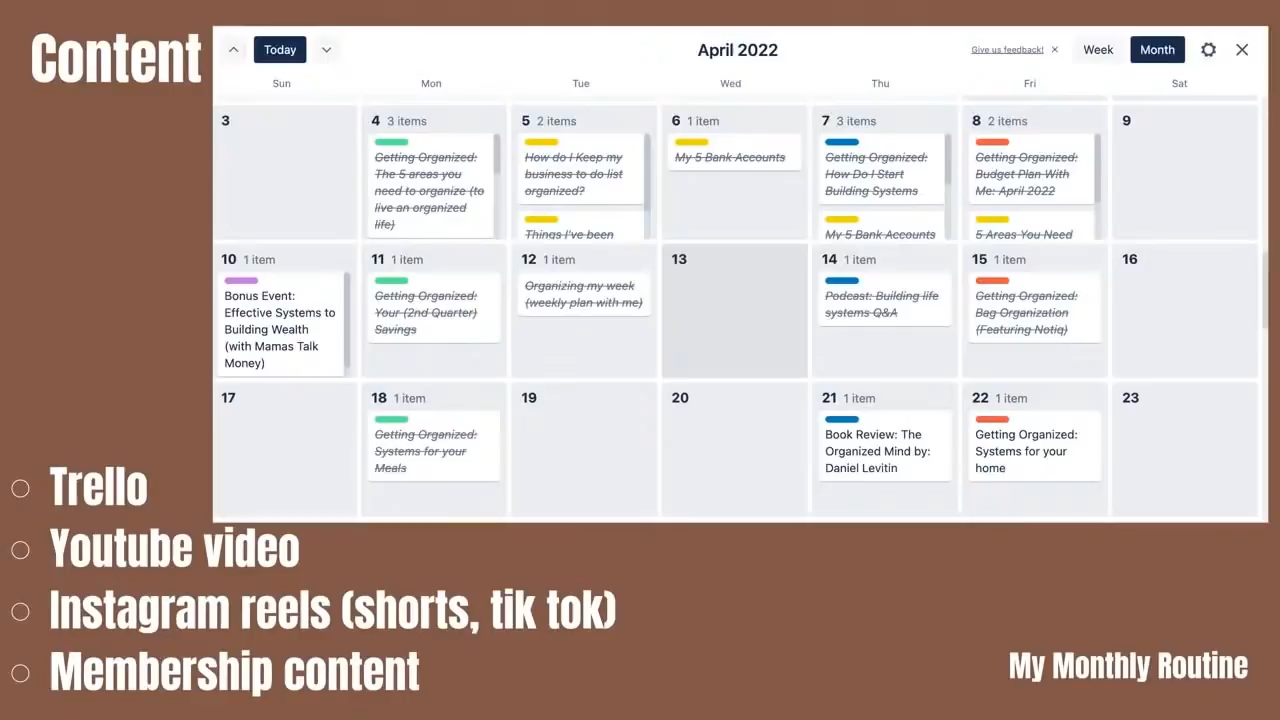 Content
Today
April 2022
Give us feedback!
Week
Month
Sun Mon Tue Wed Thu Fri Sat
3
4 3 items
Getting Organized:
The 5 areas you
need to organize (to
live an organized
life)
5 2 items
How do I Keep my
business to do list
organized?
Things I've been
6 1 item
My 5 Bank Accounts
7 3 items
Getting Organized:
How Do I Start
Building Systems
My 5 Bank Accounts
8 2 items
Getting Organized:
Budget Plan With
Me: April 2022
5 Areas You Need
9
10 1 item
Bonus Event:
Effective Systems to
Building Wealth
(with Mamas Talk
Money)
11 1 item
Getting Organized:
Your (2nd Quarter)
Savings
12 1 item
Organizing my week
(weekly plan with me)
13
14 1 item
Podcast: Building life
systems Q&A
15 1 item
Getting Organized:
Bag Organization
(Featuring Notiq)
16
17
18 1 item
Getting Organized:
Systems for your
Meals
19
20
21 1 item
Book Review: The
Organized Mind by:
Daniel Levitin
22 1 item
Getting Organized:
Systems for your
home
23
Trello
Youtube video
Instagram reels (shorts, tik tok)
Membership content
My Monthly Routine